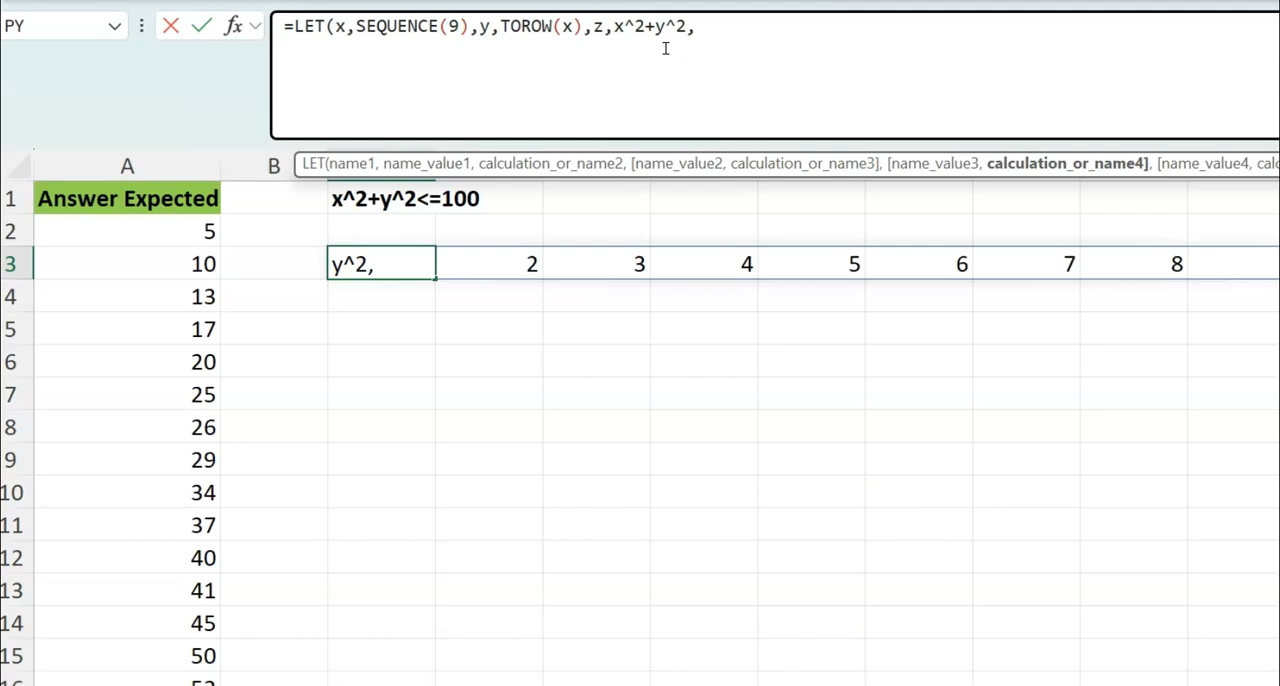 PY fx =LET(x,SEQUENCE(9),y,TOROW(x),z,x^2+y^2,
LET(name1, name_value1, calculation_or_name2, [name_value2, calculation_or_name3], [name_value3, calculation_or_name4], [name_value4, calc
A B
1 Answer Expected x^2+y^2<=100
2 5
3 10 y^2, 2 3 4 5 6 7 8
4 13
5 17
6 20
7 25
8 26
9 29
10 34
11 37
12 40
13 41
14 45
15 50